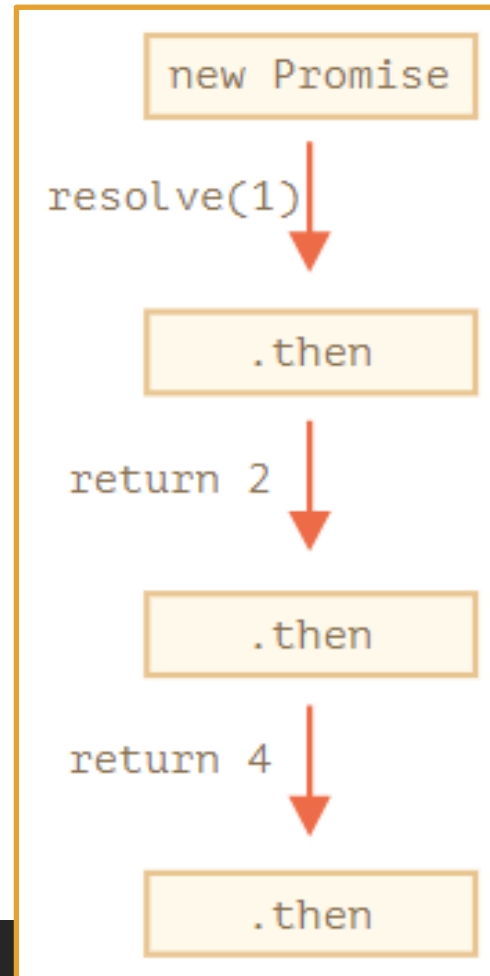 new Promise
resolve(1)
.then
return 2
.then
return 4
.then